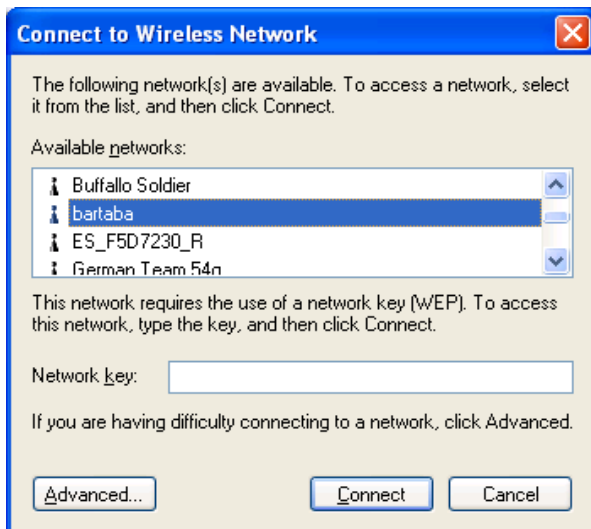 Connect to Wireless Network
The following network(s) are available. To access a network, select
it from the list, and then click Connect.
Available networks:
Buffallo Soldier
bartaba
ES_F5D7230_R
German Team 54g
This network requires the use of a network key (WEP). To access
this network, type the key, and then click Connect.
Network key:
If you are having difficulty connecting to a network, click Advanced.
Advanced... Connect Cancel